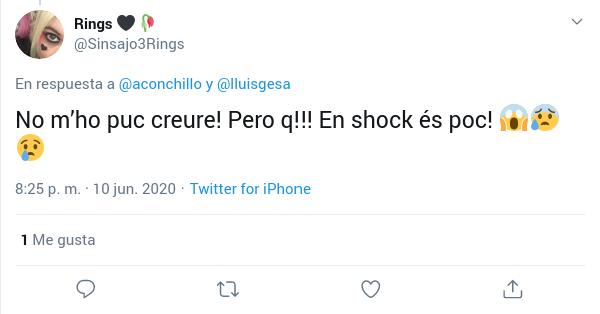 Rings 🖤 🥀
@Sinsajo3Rings
En respuesta a @aconchillo y @lluisgesa
No m'ho puc creure! Pero q!!! En shock és poc! 😱😰
😢
8:25 p. m. · 10 jun. 2020 · Twitter for iPhone
1 Me gusta